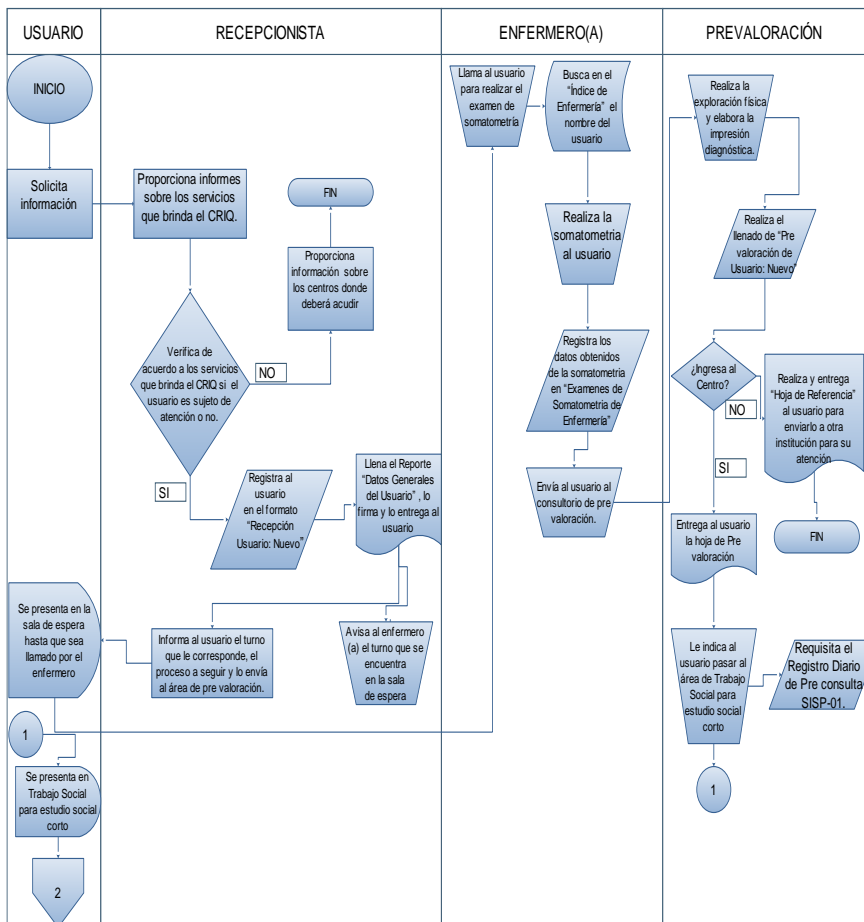 USUARIO
RECEPCIONISTA
ENFERMERO(A)
PREVALORACIÓN
INICIO
Solicita
información
Proporciona informes
sobre los servicios
que brinda el CRIQ.
FIN
Proporciona
información sobre
los centros donde
deberá acudir
Verifica de
acuerdo a los servicios
que brinda el CRIQ si el
usuario es sujeto de
atención o no.
NO
SI
Registra al
usuario
en el formato
“Recepción
Usuario: Nuevo”
Llena el Reporte
“Datos Generales
del Usuario” , lo
firma y lo entrega al
usuario
Informa al usuario el turno
que le corresponde, el
proceso a seguir y lo envía
al área de pre valoración.
Avisa al enfermero
(a) el turno que se
encuentra
en la sala
de espera
Se presenta en la
sala de espera
hasta que sea
llamado por el
enfermero
1
Se presenta en
Trabajo Social
para estudio social
corto
2
Llama al usuario
para realizar el
examen de
somatometría
Busca en el
“Índice de
Enfermería” el
nombre del
usuario
Realiza la
somatometria
al usuario
Registra los
datos obtenidos
de la somatometria
en “Examenes de
Somatometria de
Enfermería”
Envía al usuario al
consultorio de pre
valoración.
Realiza la
exploración física
y elabora la
impresión
diagnóstica.
Realiza el
llenado de “Pre
valoración de
Usuario: Nuevo”
¿Ingresa al
Centro?
NO
SI
Realiza y entrega
“Hoja de Referencia”
al usuario para
enviarlo a otra
institución para su
atención
FIN
Entrega al usuario
la hoja de Pre
valoración
Le indica al
usuario pasar al
área de Trabajo
Social para
estudio social
corto
Requisita el
Registro Diario
de Pre consulta
SISP-01.
1